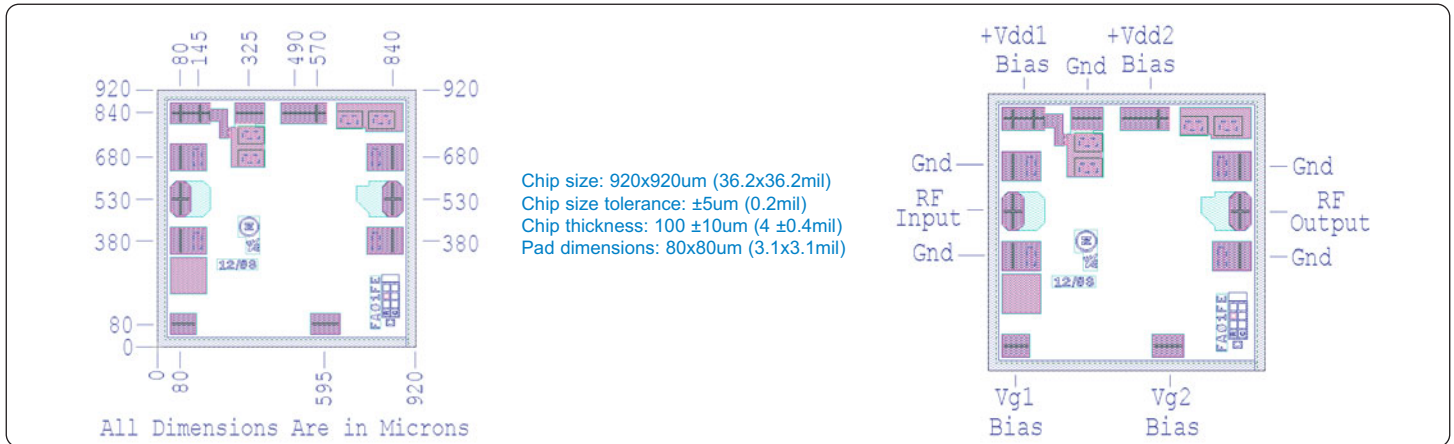 80
145
325
490
570
840
920
840
680
530
380
80
0
920
680
530
380
12/08
FA01FE
0
80
595
920
All Dimensions Are in Microns
Chip size: 920x920um (36.2x36.2mil)
Chip size tolerance: ±5um (0.2mil)
Chip thickness: 100 ±10um (4 ±0.4mil)
Pad dimensions: 80x80um (3.1x3.1mil)
+Vdd1
Bias
Gnd
+Vdd2
Bias
Gnd
RF
Input
Gnd
Gnd
RF
Output
Gnd
12/08
FA01FE
Vg1
Bias
Vg2
Bias